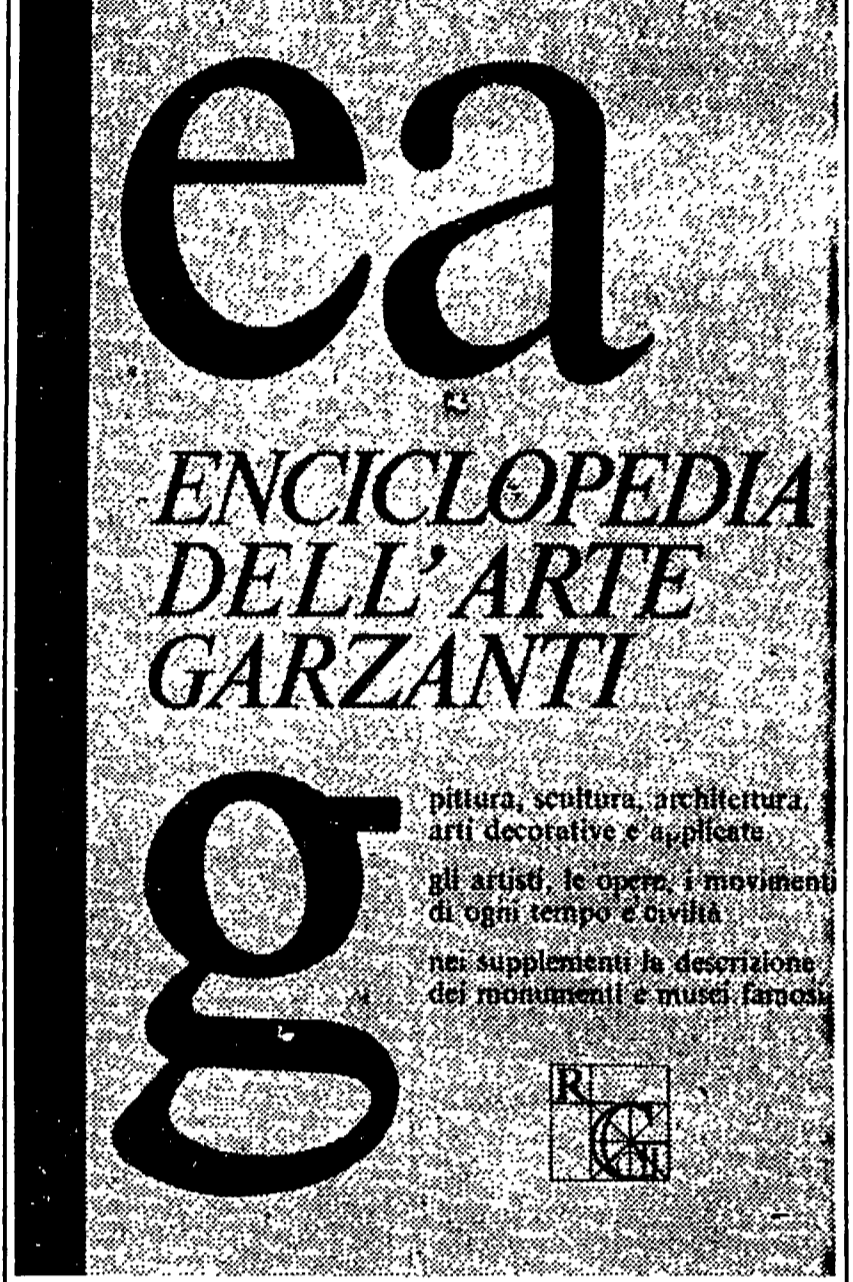 ea
ENCICLOPEDIA
DELL'ARTE
GARZANTI
g
pittura, scultura, architettura,
arti decorative e applicate
gli artisti, le opere, i movimenti
di ogni tempo e civiltà
nei supplementi la descrizione
dei monumenti e musei famosi
R
G